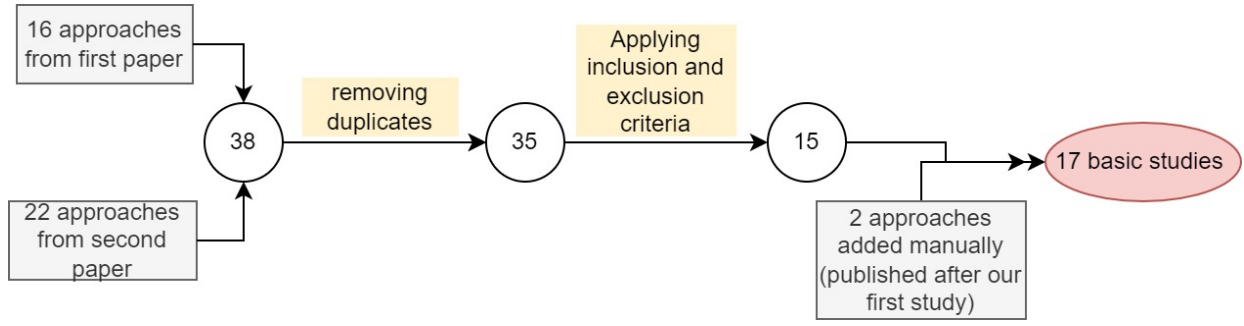 16 approaches
from first paper
22 approaches
from second
paper
38
removing
duplicates
35
Applying
inclusion and
exclusion
criteria
15
2 approaches
added manually
(published after our
first study)
17 basic studies